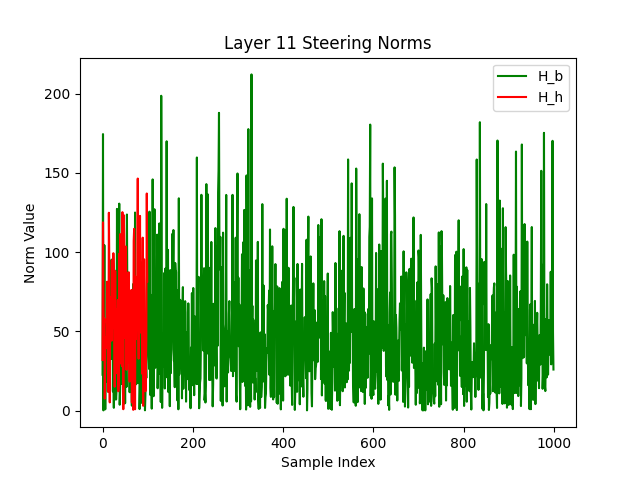 Layer 11 Steering Norms
H_b
H_h
Norm Value
200
150
100
50
0
0 200 400 600 800 1000
Sample Index